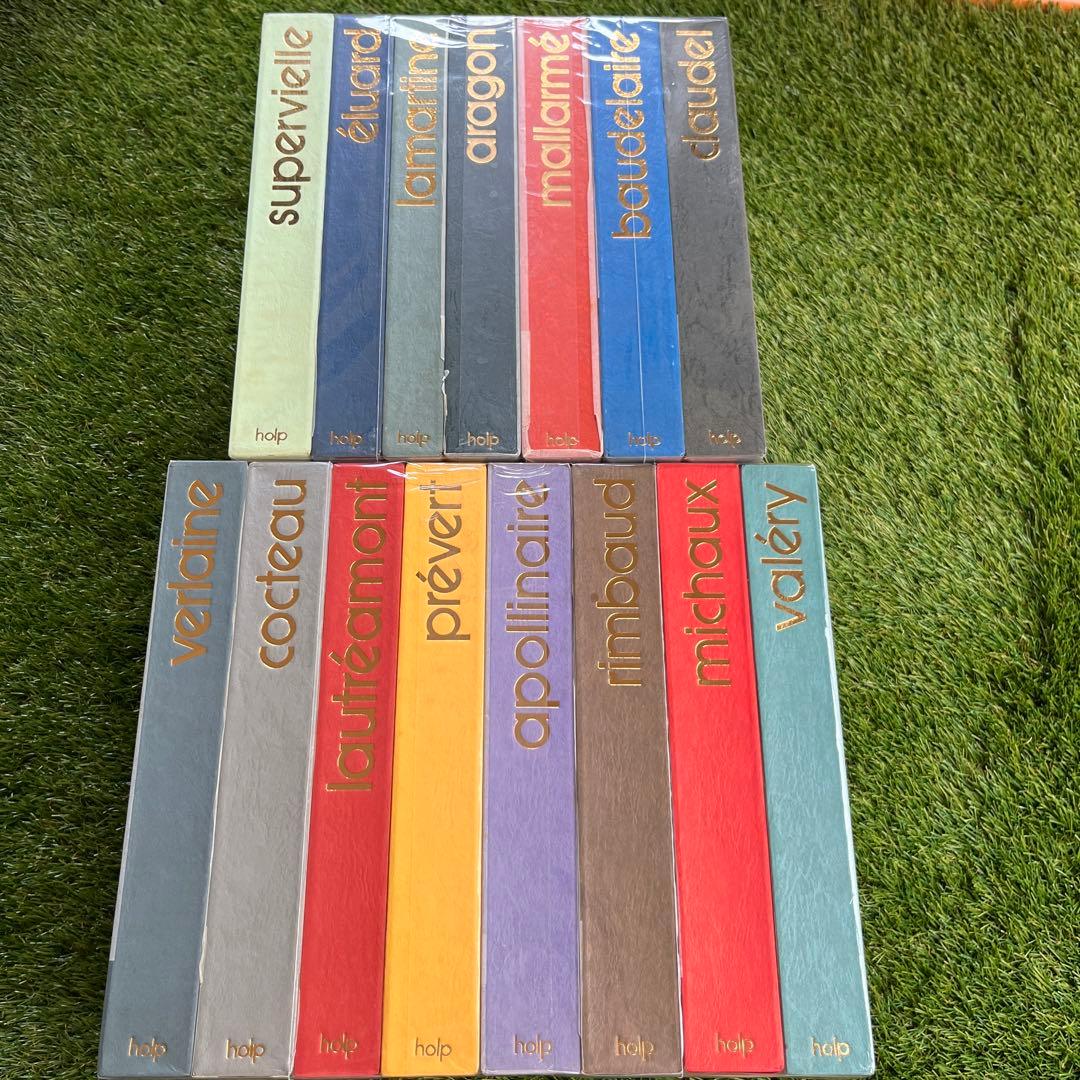 supervielle
éluard
lamartine
aragon
mallarmé
baudelaire
claudel
holp
holp
holp
holp
holp
holp
holp
verlaine
cocteau
lautréamont
prévert
apollinaire
rimbaud
michaux
valéry
holp
holp
holp
holp
holp
holp
holp
holp